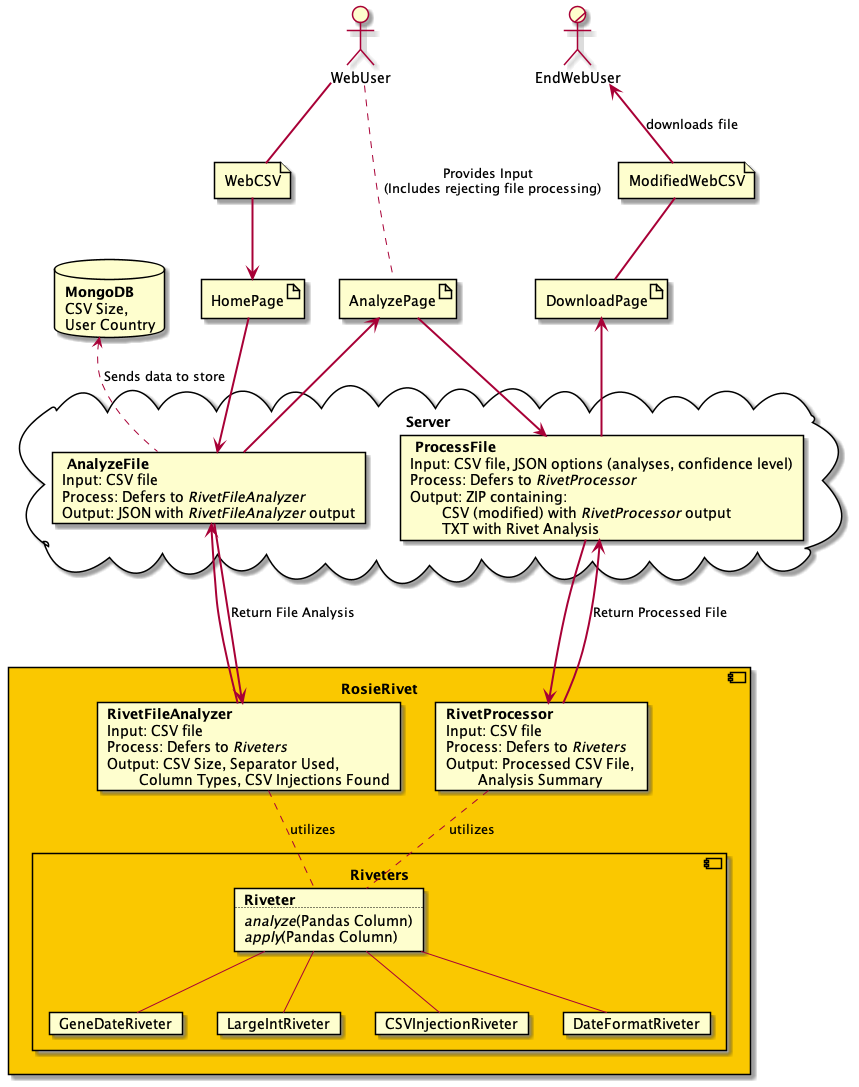 WebUser
EndWebUser
downloads file
Provides Input
(Includes rejecting file processing)
WebCSV
ModifiedWebCSV
MongoDB
CSV Size,
User Country
HomePage
AnalyzePage
DownloadPage
Sends data to store
Server
AnalyzeFile
Input: CSV file
Process: Defers to RivetFileAnalyzer
Output: JSON with RivetFileAnalyzer output
ProcessFile
Input: CSV file, JSON options (analyses, confidence level)
Process: Defers to RivetProcessor
Output: ZIP containing:
CSV (modified) with RivetProcessor output
TXT with Rivet Analysis
Return File Analysis
Return Processed File
RosieRivet
RivetFileAnalyzer
Input: CSV file
Process: Defers to Riveters
Output: CSV Size, Separator Used,
Column Types, CSV Injections Found
RivetProcessor
Input: CSV file
Process: Defers to Riveters
Output: Processed CSV File,
Analysis Summary
utilizes
utilizes
Riveters
Riveter
analyze(Pandas Column)
apply(Pandas Column)
GeneDateRiveter
LargeIntRiveter
CSVInjectionRiveter
DateFormatRiveter